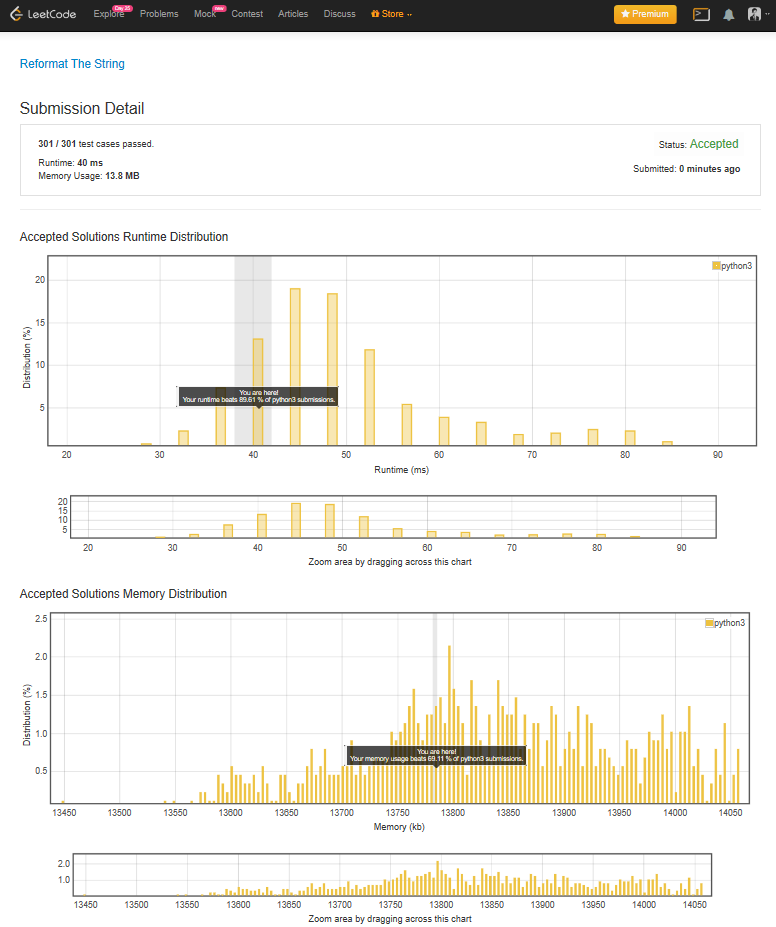 LeetCode Explore Day 25 Problems Mock new Contest Articles Discuss Store Premium
Reformat The String
Submission Detail
301 / 301 test cases passed.
Status: Accepted
Runtime: 40 ms
Submitted: 0 minutes ago
Memory Usage: 13.8 MB
Accepted Solutions Runtime Distribution
python3
Distribution (%)
20
15
10
5
You are here!
Your runtime beats 89.61 % of python3 submissions.
20 30 40 50 60 70 80 90
Runtime (ms)
20
15
10
5
20 30 40 50 60 70 80 90
Zoom area by dragging across this chart
Accepted Solutions Memory Distribution
python3
Distribution (%)
2.5
2.0
1.5
1.0
0.5
You are here!
Your memory usage beats 69.11 % of python3 submissions.
13450 13500 13550 13600 13650 13700 13750 13800 13850 13900 13950 14000 14050
Memory (kb)
2.0
1.0
13450 13500 13550 13600 13650 13700 13750 13800 13850 13900 13950 14000 14050
Zoom area by dragging across this chart